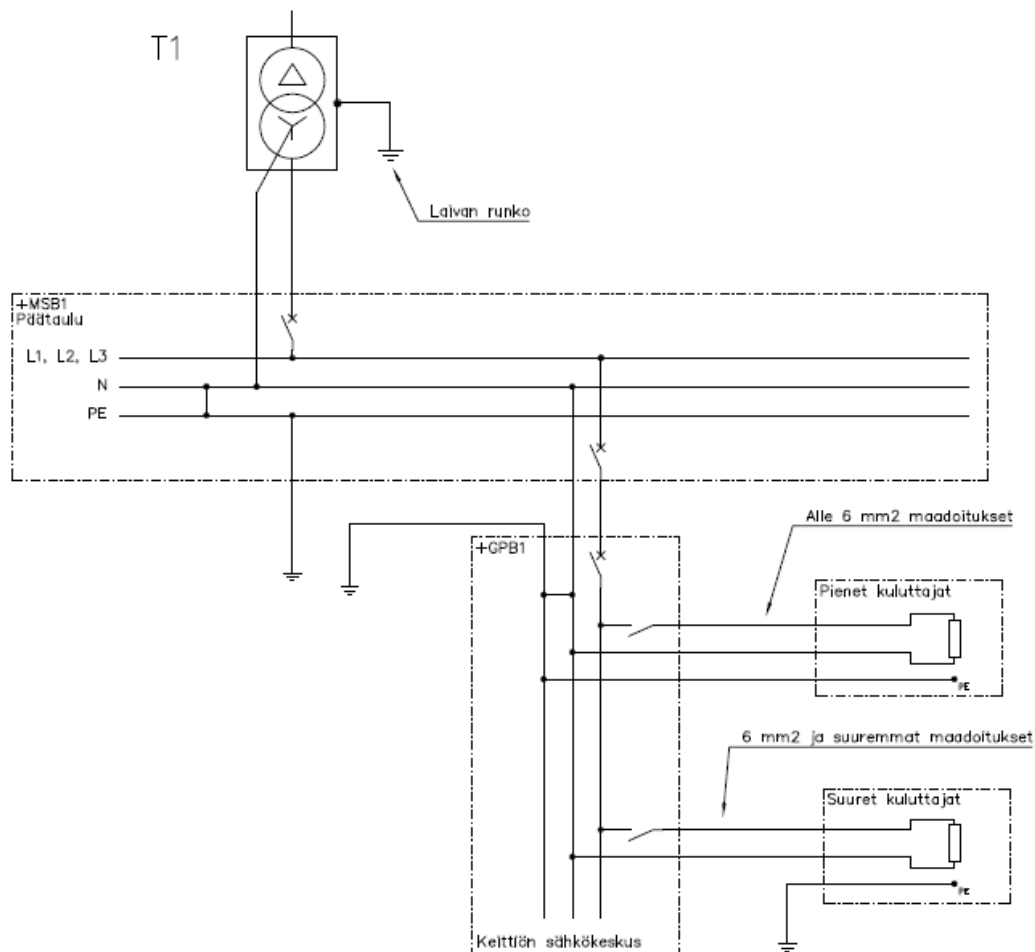 T1
Laivan runko
+MSB1
Päätaulu
L1, L2, L3
N
PE
Alle 6 mm2 maadoitukset
+GPB1
Pienet kuluttajat
PE
6 mm2 ja suuremmat maadoitukset
Suuret kuluttajat
PE
Keittiön sähkökeskus